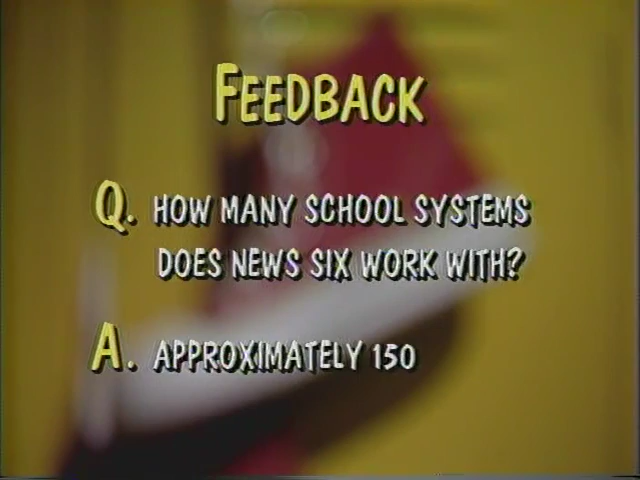 FEEDBACK
Q. HOW MANY SCHOOL SYSTEMS
DOES NEWS SIX WORK WITH?
A. APPROXIMATELY 150